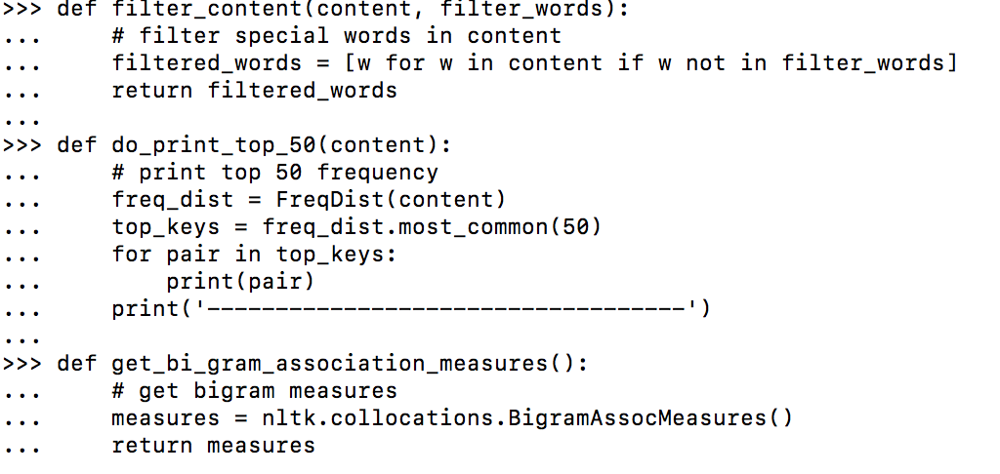 >>> def filter_content(content, filter_words):
...     # filter special words in content
...     filtered_words = [w for w in content if w not in filter_words]
...     return filtered_words
...
>>> def do_print_top_50(content):
...     # print top 50 frequency
...     freq_dist = FreqDist(content)
...     top_keys = freq_dist.most_common(50)
...     for pair in top_keys:
...         print(pair)
...     print('-----------------------------------')
...
>>> def get_bi_gram_association_measures():
...     # get bigram measures
...     measures = nltk.collocations.BigramAssocMeasures()
...     return measures